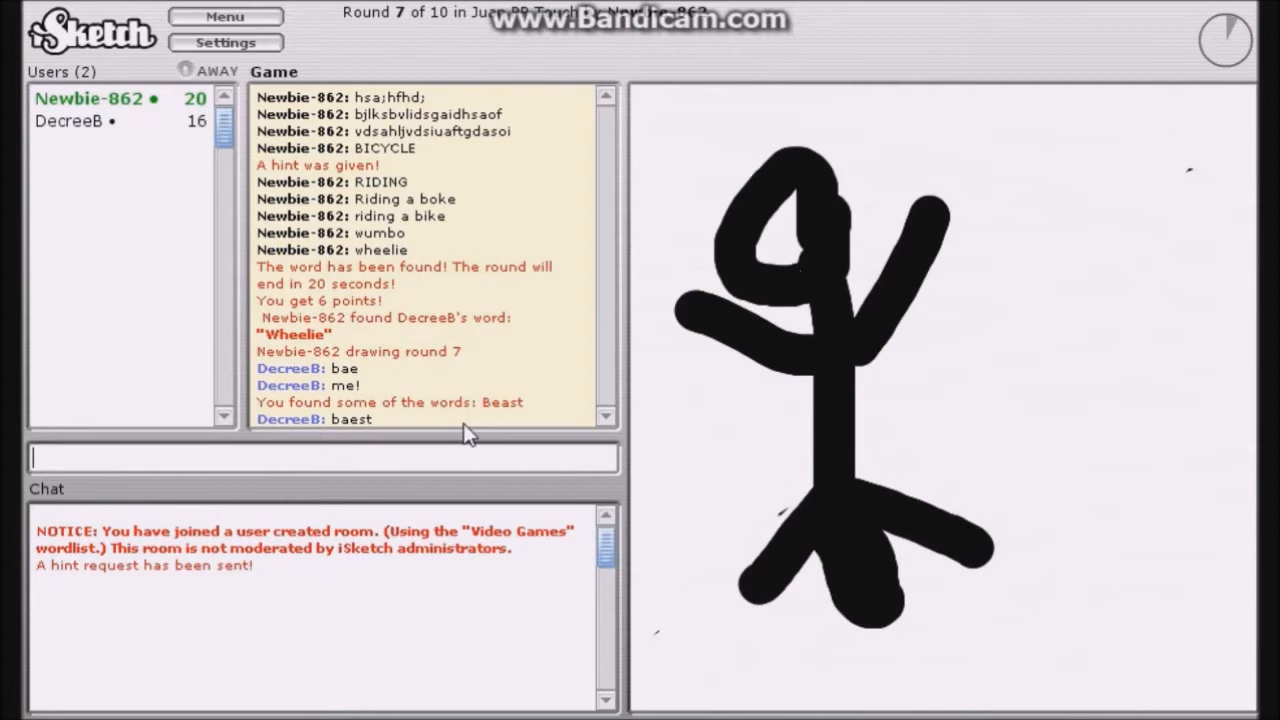 iSketch
Menu
Settings
Round 7 of 10 in Juan
www.Bandicam.com
Users (2)
AWAY
Newbie-862 • 20
DecreeB • 16
Game
Newbie-862: hsa;hfhd;
Newbie-862: bjlksbvlidsgaidhsaof
Newbie-862: vdsahljvdsiuaftgdasoi
Newbie-862: BICYCLE
A hint was given!
Newbie-862: RIDING
Newbie-862: Riding a boke
Newbie-862: riding a bike
Newbie-862: wumbo
Newbie-862: wheelie
The word has been found! The round will
end in 20 seconds!
You get 6 points!
Newbie-862 found DecreeB's word:
"Wheelie"
Newbie-862 drawing round 7
DecreeB: bae
DecreeB: me!
You found some of the words: Beast
DecreeB: baest
Chat
NOTICE: You have joined a user created room. (Using the "Video Games"
wordlist.) This room is not moderated by iSketch administrators.
A hint request has been sent!